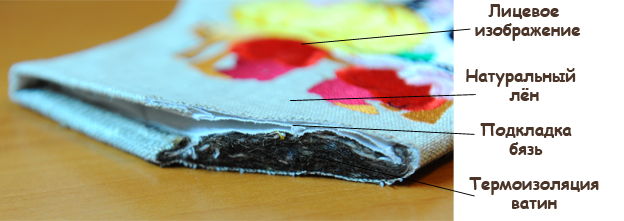 Лицевое
изображение
Натуральный
лён
Подкладка
бязь
Термоизоляция
ватин